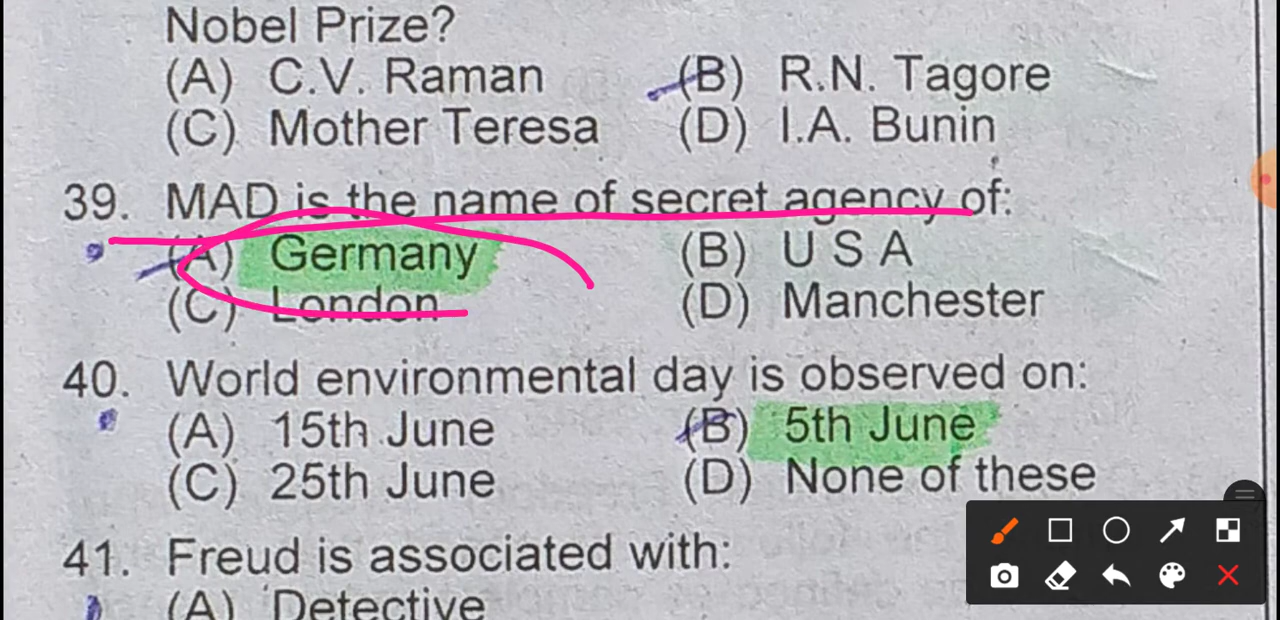 Nobel Prize?
(A) C.V. Raman (B) R.N. Tagore
(C) Mother Teresa (D) I.A. Bunin
39. MAD is the name of secret agency of:
(A) Germany (B) U S A
(C) London (D) Manchester
40. World environmental day is observed on:
(A) 15th June (B) 5th June
(C) 25th June (D) None of these
41. Freud is associated with:
(A) Detective